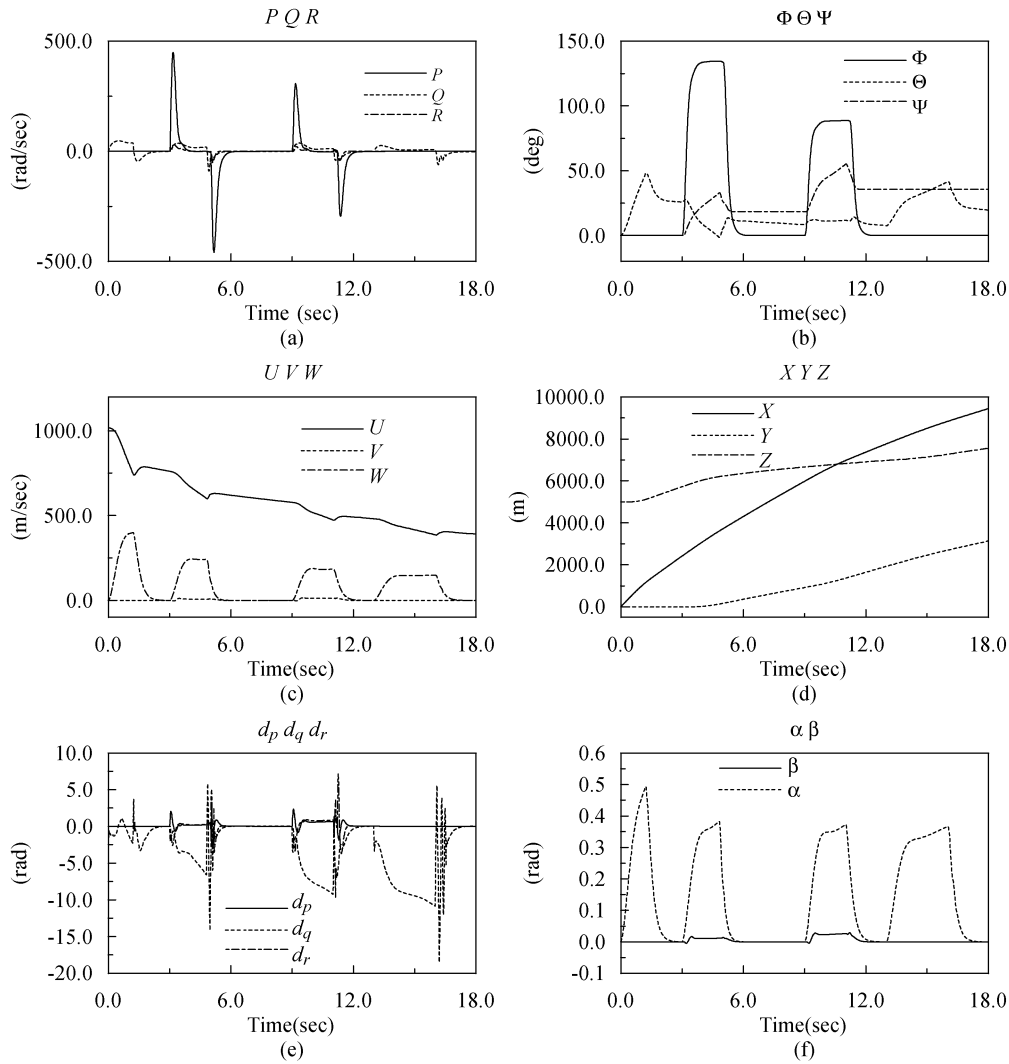 P Q R
500.0
0.0
-500.0
(rad/sec)
P
Q
R
0.0 6.0 12.0 18.0
Time (sec)
(a)
Φ Θ Ψ
150.0
100.0
50.0
0.0
(deg)
Φ
Θ
Ψ
0.0 6.0 12.0 18.0
Time(sec)
(b)
U V W
1000.0
500.0
0.0
(m/sec)
U
V
W
0.0 6.0 12.0 18.0
Time(sec)
(c)
X Y Z
10000.0
8000.0
6000.0
4000.0
2000.0
0.0
(m)
X
Y
Z
0.0 6.0 12.0 18.0
Time(sec)
(d)
dp dq dr
10.0
5.0
0.0
-5.0
-10.0
-15.0
-20.0
(rad)
dp
dq
dr
0.0 6.0 12.0 18.0
Time(sec)
(e)
α β
0.6
0.5
0.4
0.3
0.2
0.1
0.0
-0.1
(rad)
β
α
0.0 6.0 12.0 18.0
Time(sec)
(f)